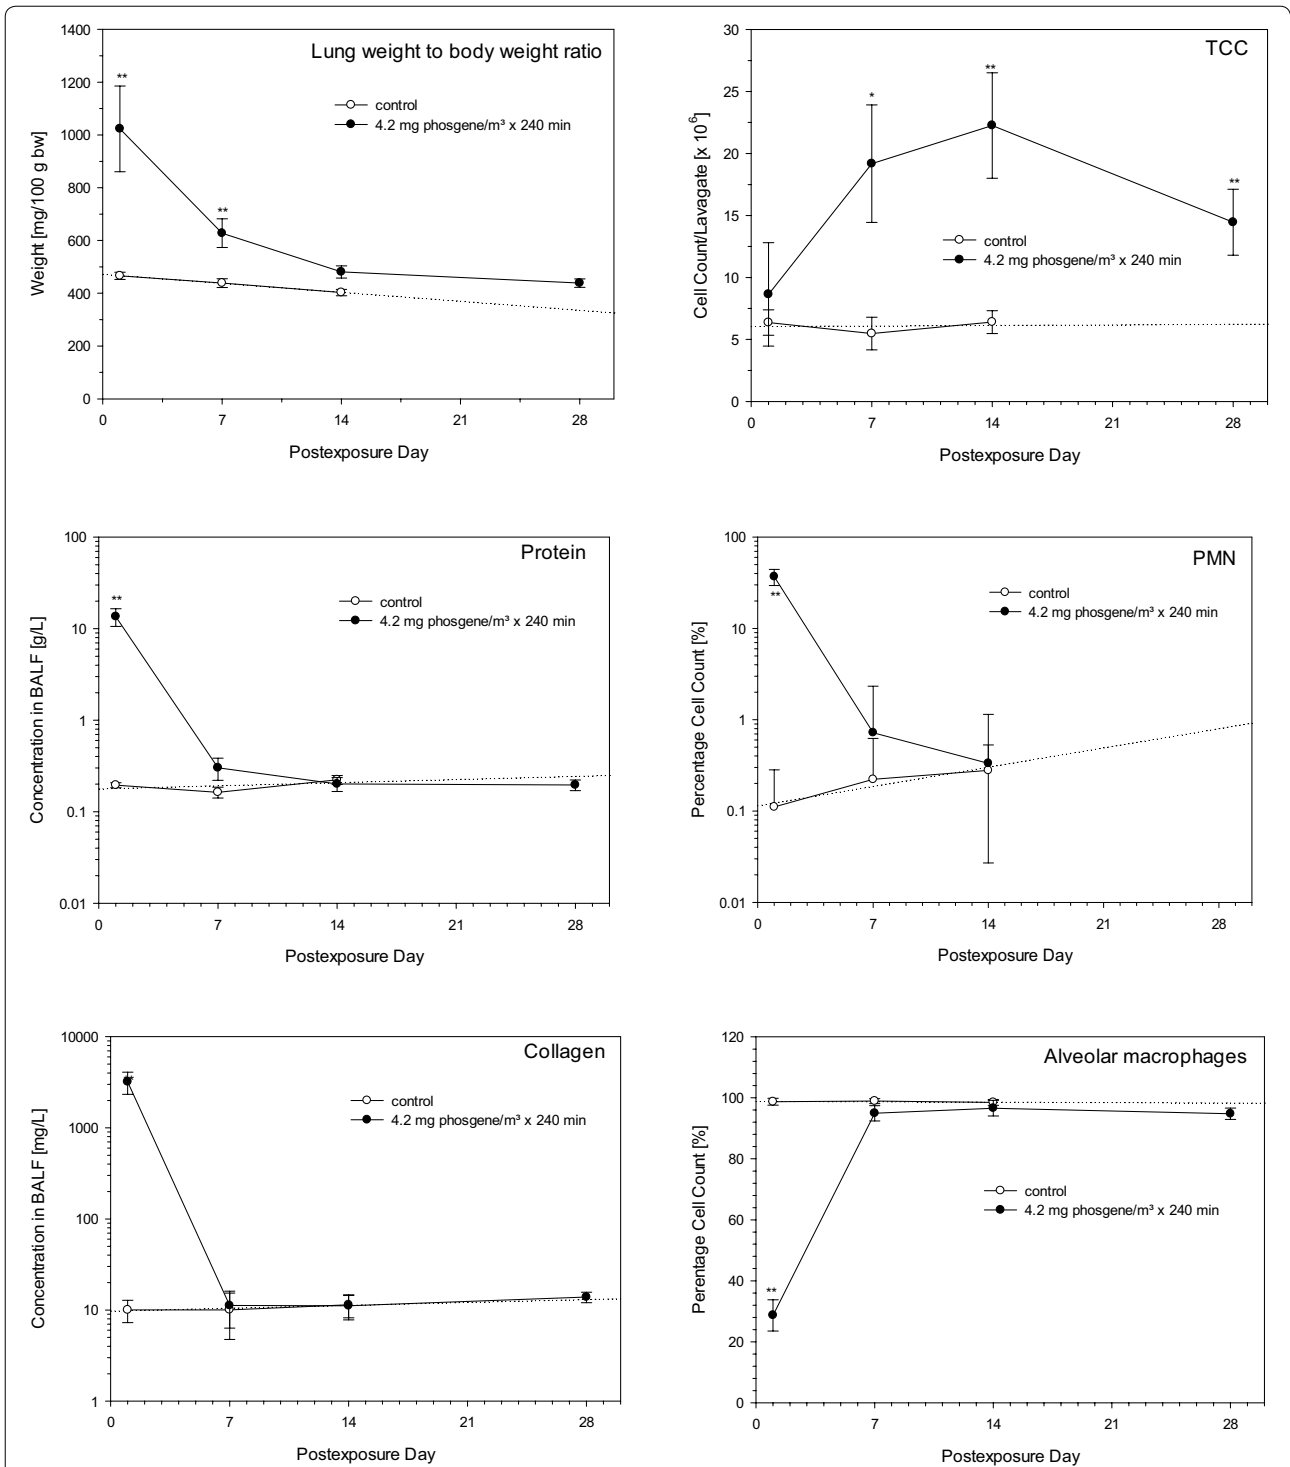 Lung weight to body weight ratio
Weight [mg/100 g bw]
1400
1200
1000
800
600
400
200
0
**
**
control
4.2 mg phosgene/m³ x 240 min
0 7 14 21 28
Postexposure Day
TCC
Cell Count/Lavagate [x 10⁶]
30
25
20
15
10
5
0
*
**
**
control
4.2 mg phosgene/m³ x 240 min
0 7 14 21 28
Postexposure Day
Protein
Concentration in BALF [g/L]
100
10
1
0.1
0.01
**
control
4.2 mg phosgene/m³ x 240 min
0 7 14 21 28
Postexposure Day
PMN
Percentage Cell Count [%]
100
10
1
0.1
0.01
**
control
4.2 mg phosgene/m³ x 240 min
0 7 14 21 28
Postexposure Day
Collagen
Concentration in BALF [mg/L]
10000
1000
100
10
1
control
4.2 mg phosgene/m³ x 240 min
0 7 14 21 28
Postexposure Day
Alveolar macrophages
Perentage Cell Count [%]
120
100
80
60
40
20
0
**
control
4.2 mg phosgene/m³ x 240 min
0 7 14 21 28
Postexposure Day